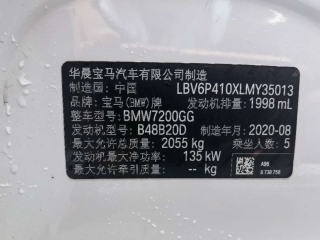 华晨宝马汽车有限公司制造
制造国：中国 LBV6P410XLMY35013
品牌：宝马(BMW)牌 发动机排量：1998 mL
整车型号：BMW7200GG
发动机型号：B48B20D 制造年月：2020-08
最大允许总质量：2055 kg 乘坐人数：5
发动机最大净功率：135 kW
最大允许牵引质量：-- kg